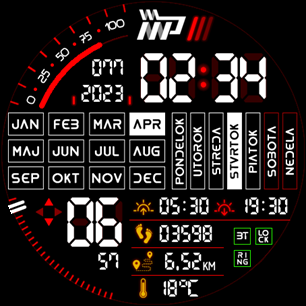 0 25 50 75 100
077
2023
02:34
JAN FEB MAR APR
MAJ JUN JUL AUG
SEP OKT NOV DEC
PONDELOK
UTOROK
STREDA
STVRTOK
PIATOK
SOBOTA
NEDELA
06
57
05:30 19:30
03598
6.52KM
18°C
BT
LOCK
RING